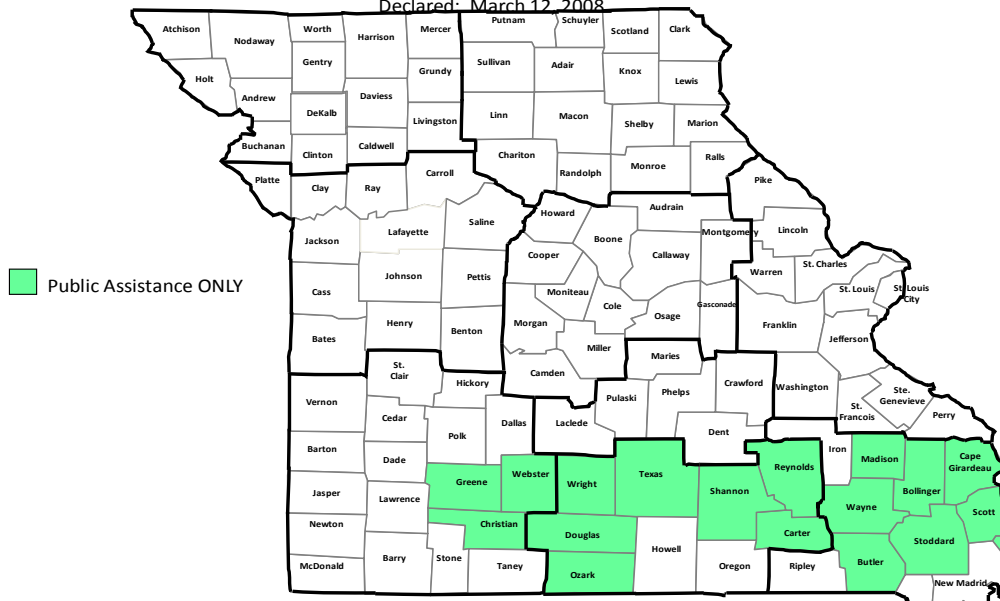 Declared: March 12, 2008
Atchison
Nodaway
Worth
Harrison
Mercer
Putnam
Schuyler
Scotland
Clark
Gentry
Sullivan
Adair
Knox
Lewis
Holt
Grundy
Andrew
Daviess
DeKalb
Livingston
Linn
Macon
Shelby
Marion
Buchanan
Clinton
Caldwell
Chariton
Randolph
Monroe
Ralls
Platte
Clay
Ray
Carroll
Pike
Saline
Howard
Audrain
Jackson
Lafayette
Boone
Montgomery
Lincoln
Cooper
Callaway
Warren
St. Charles
Public Assistance ONLY
Cass
Johnson
Pettis
Moniteau
Cole
Osage
Gasconade
St. Louis
St. Louis
City
Bates
Henry
Benton
Morgan
Miller
Franklin
Jefferson
St.
Clair
Hickory
Camden
Maries
Pulaski
Phelps
Crawford
Washington
Ste.
Genevieve
St.
Francois
Perry
Vernon
Cedar
Polk
Dallas
Laclede
Dent
Barton
Dade
Iron
Madison
Cape
Girardeau
Greene
Webster
Wright
Texas
Shannon
Reynolds
Bollinger
Jasper
Lawrence
Wayne
Scott
Newton
Christian
Douglas
Carter
Stoddard
McDonald
Barry
Stone
Taney
Ozark
Howell
Oregon
Ripley
Butler
New Madrid